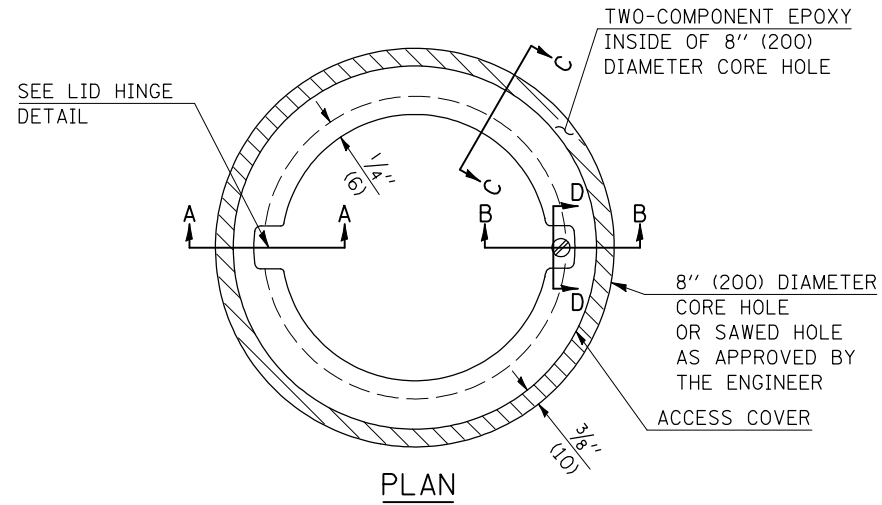 TWO-COMPONENT EPOXY
INSIDE OF 8" (200)
DIAMETER CORE HOLE
SEE LID HINGE
DETAIL
C
C
1/4"
(6)
A
A
B
B
D
D
8" (200) DIAMETER
CORE HOLE
OR SAWED HOLE
AS APPROVED BY
THE ENGINEER
ACCESS COVER
3/8"
(10)
PLAN